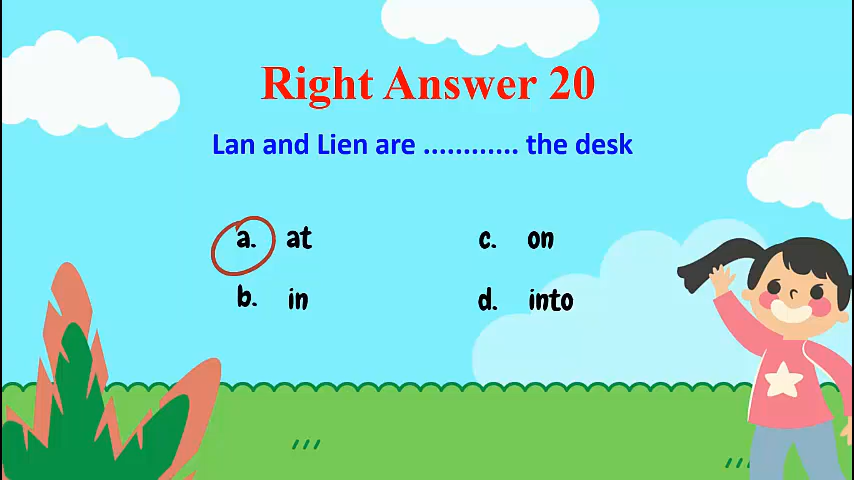 Right Answer 20
Lan and Lien are ............ the desk
a. at
c. on
b. in
d. into